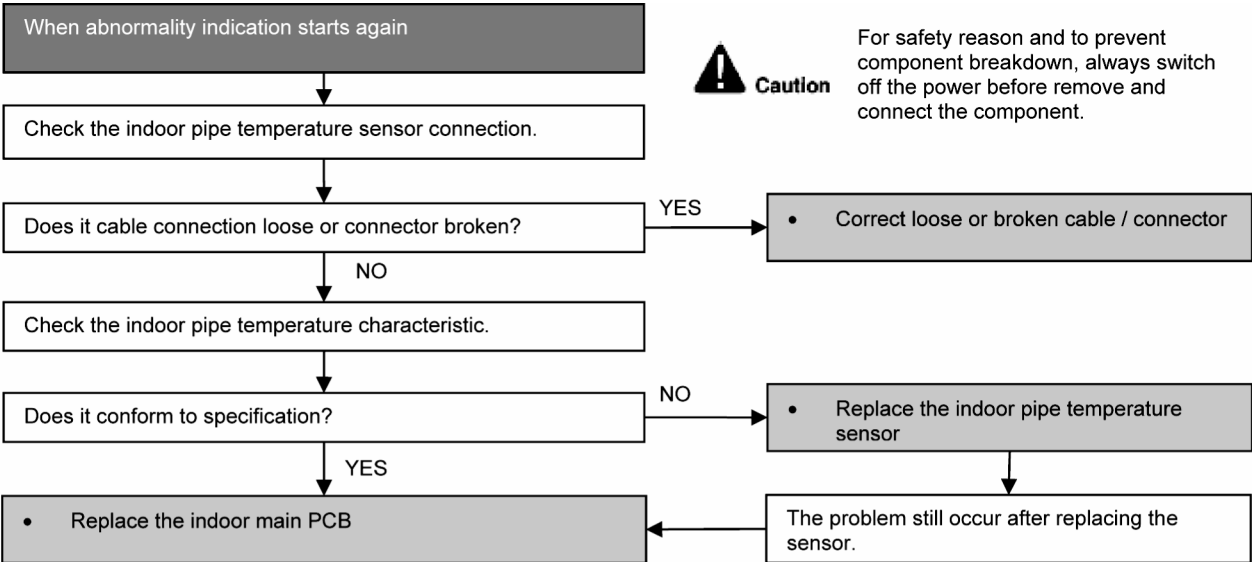 When abnormality indication starts again
For safety reason and to prevent
component breakdown, always switch
off the power before remove and
connect the component.
Caution
Check the indoor pipe temperature sensor connection.
Does it cable connection loose or connector broken?
YES
• Correct loose or broken cable / connector
NO
Check the indoor pipe temperature characteristic.
Does it conform to specification?
NO
• Replace the indoor pipe temperature
sensor
YES
• Replace the indoor main PCB
The problem still occur after replacing the
sensor.